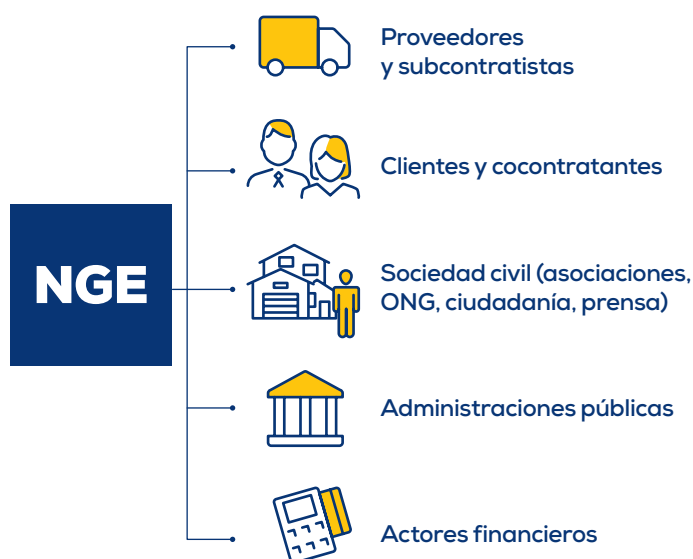 Proveedores
y subcontratistas
Clientes y cocontratantes
NGE
Sociedad civil (asociaciones,
ONG, ciudadanía, prensa)
Administraciones públicas
Actores financieros